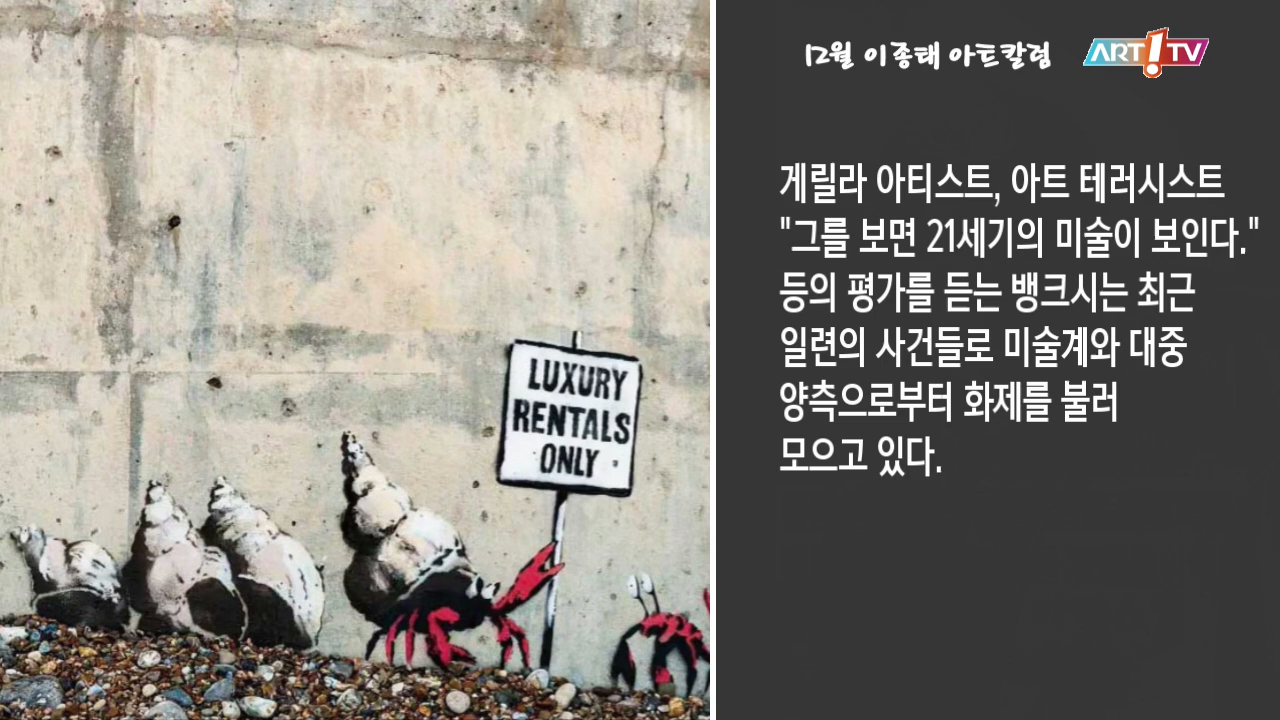 12월 이종태 아트칼럼
ART!TV
게릴라 아티스트, 아트 테러시스트
"그를 보면 21세기의 미술이 보인다."
등의 평가를 듣는 뱅크시는 최근
일련의 사건들로 미술계와 대중
양측으로부터 화제를 불러
모으고 있다.
LUXURY
RENTALS
ONLY